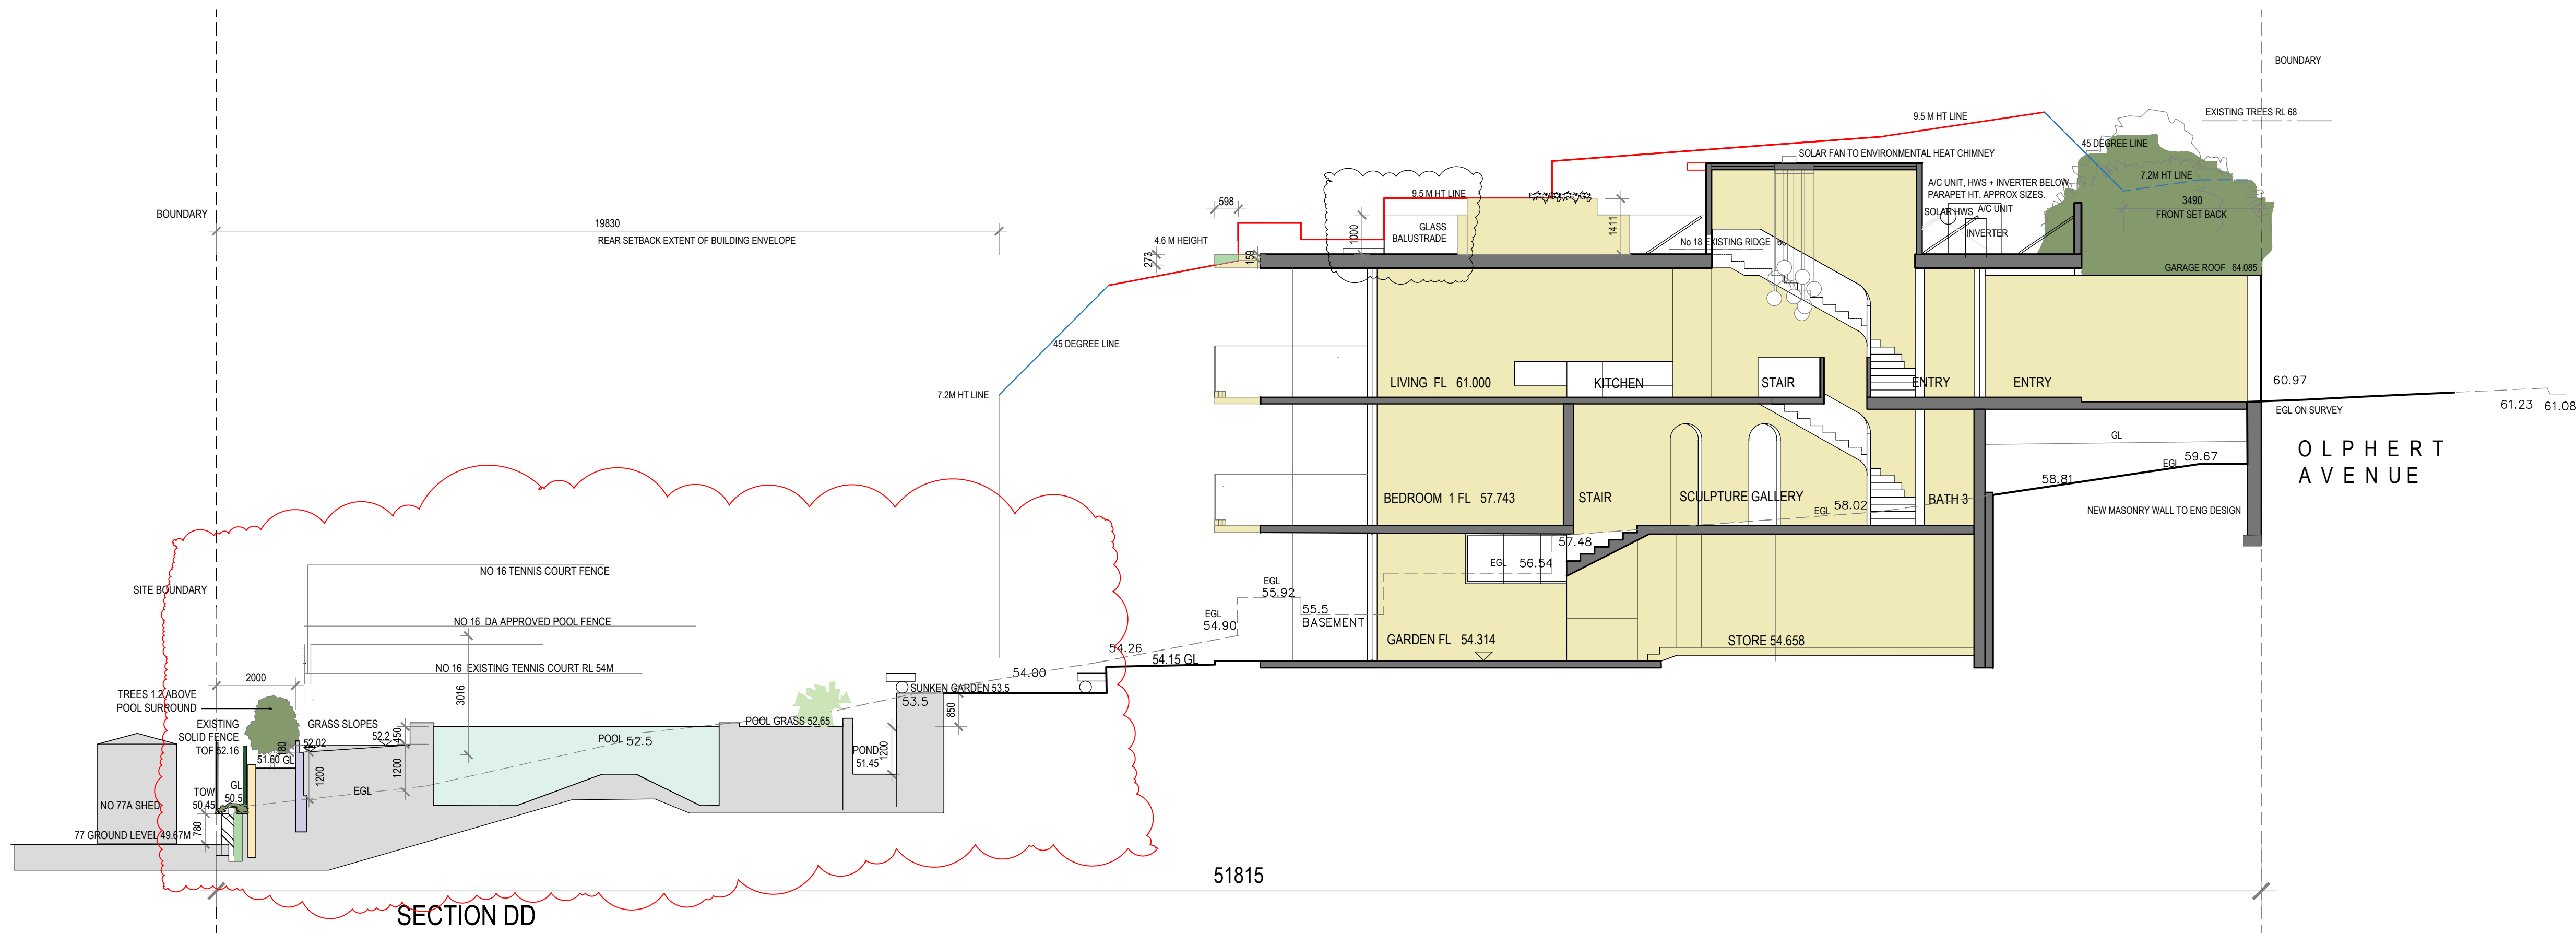 BOUNDARY
EXISTING TREES RL 68
9.5 M HT LINE
45 DEGREE LINE
SOLAR FAN TO ENVIRONMENTAL HEAT CHIMNEY
7.2M HT LINE
A/C UNIT, HWS + INVERTER BELOW
PARAPET HT. APPROX SIZES.
SOLAR HWS
A/C UNIT
INVERTER
3490
FRONT SET BACK
9.5 M HT LINE
598
BOUNDARY
19830
REAR SETBACK EXTENT OF BUILDING ENVELOPE
4.6 M HEIGHT
273
159
1000
GLASS
BALUSTRADE
1411
No 18 EXISTING RIDGE
GARAGE ROOF 64.085
45 DEGREE LINE
7.2M HT LINE
LIVING FL 61.000
KITCHEN
STAIR
ENTRY
ENTRY
60.97
EGL ON SURVEY
61.23
61.08
GL
OLPHERT
AVENUE
EGL
59.67
58.81
NEW MASONRY WALL TO ENG DESIGN
BEDROOM 1 FL 57.743
STAIR
SCULPTURE GALLERY
BATH 3
EGL
58.02
57.48
EGL
56.54
EGL
55.92
55.5
BASEMENT
EGL
54.90
GARDEN FL 54.314
STORE 54.658
54.26
54.15 GL
54.00
SITE BOUNDARY
NO 16 TENNIS COURT FENCE
NO 16 DA APPROVED POOL FENCE
NO 16 EXISTING TENNIS COURT RL 54M
2000
3016
TREES 1.2 ABOVE
POOL SURROUND
SUNKEN GARDEN 53.5
53.5
850
EXISTING
SOLID FENCE
TOF 52.16
GRASS SLOPES
52.2
52.02
450
180
51.60 GL
1200
1200
POOL 52.5
POOL GRASS 52.65
POND
51.45
1200
EGL
GL
50.5
TOW
50.45
NO 77A SHED
780
77 GROUND LEVEL 49.67M
51815
SECTION DD